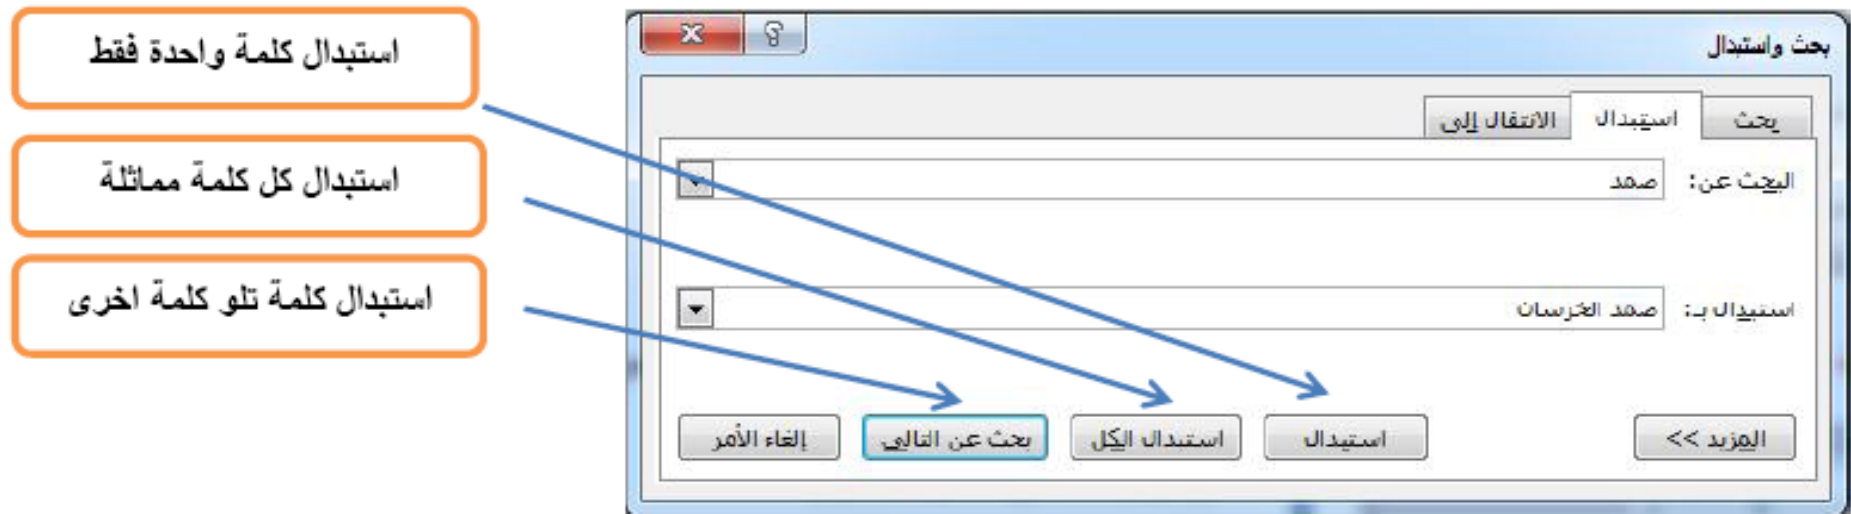 بحث واستبدال
بحث
استبدال
الانتقال إلى
البحث عن: صمد
استبدال بـ: صمد الخرسان
المزيد >>
استبدال
استبدال الكل
بحث عن التالي
إلغاء الأمر
استبدال كلمة واحدة فقط
استبدال كل كلمة مماثلة
استبدال كلمة تلو كلمة اخرى